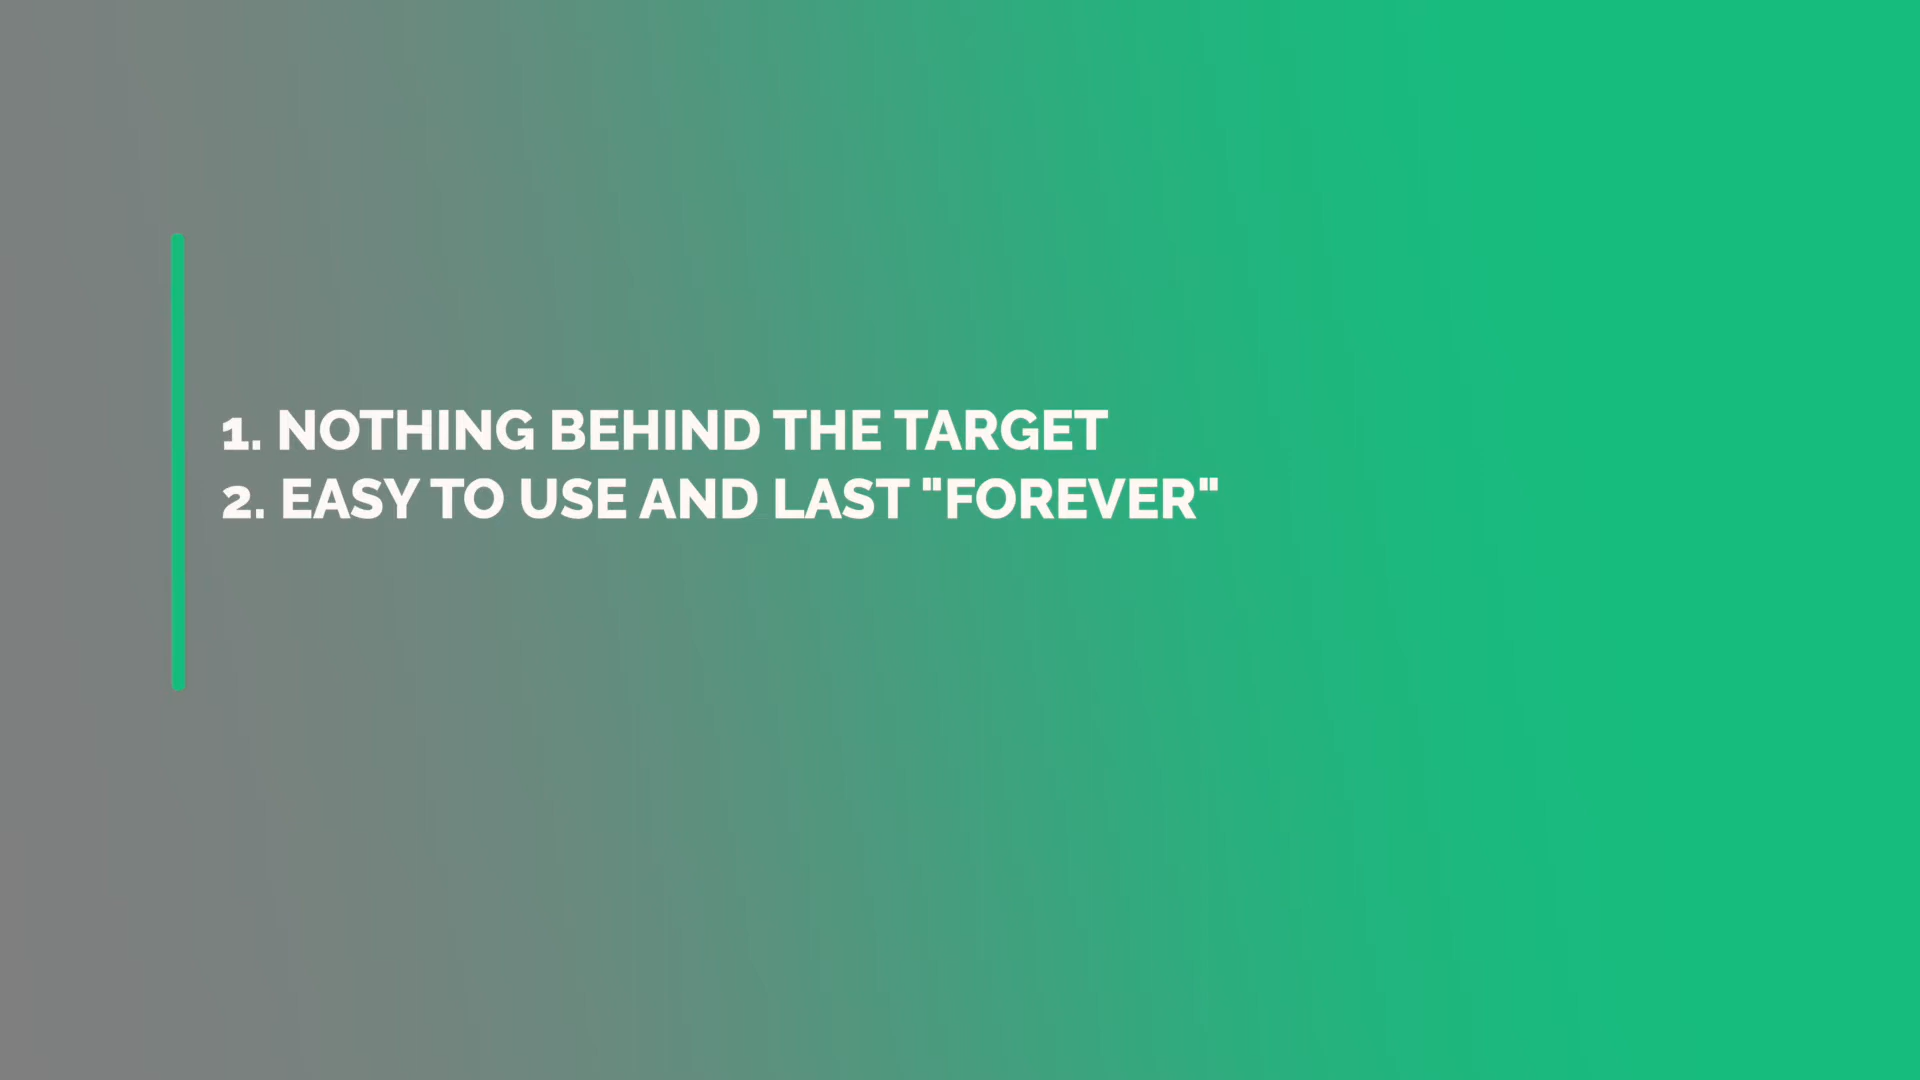 1. NOTHING BEHIND THE TARGET
2. EASY TO USE AND LAST "FOREVER"